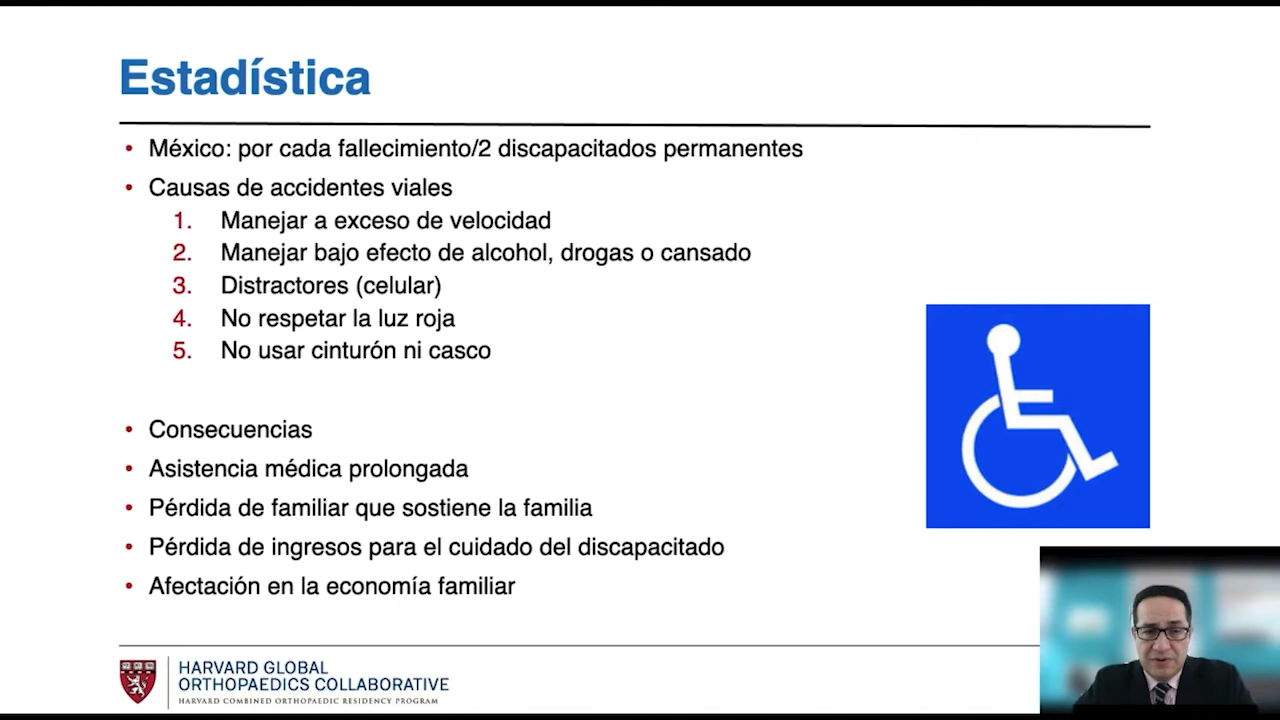 Estadística
• México: por cada fallecimiento/2 discapacitados permanentes
• Causas de accidentes viales
1. Manejar a exceso de velocidad
2. Manejar bajo efecto de alcohol, drogas o cansado
3. Distractores (celular)
4. No respetar la luz roja
5. No usar cinturón ni casco
• Consecuencias
• Asistencia médica prolongada
• Pérdida de familiar que sostiene la familia
• Pérdida de ingresos para el cuidado del discapacitado
• Afectación en la economía familiar
HARVARD GLOBAL
ORTHOPAEDICS COLLABORATIVE
HARVARD COMBINED ORTHOPAEDIC RESIDENCY PROGRAM